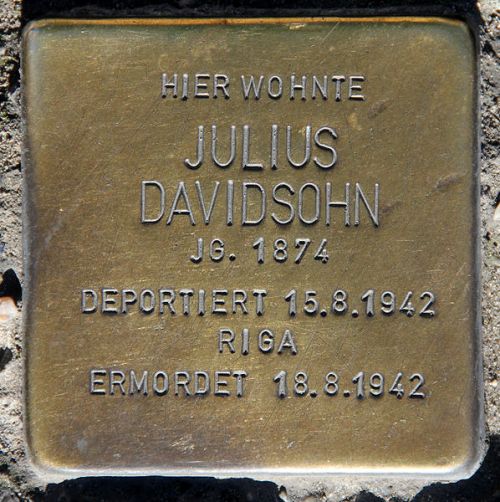 HIER WOHNTE
JULIUS
DAVIDSOHN
JG. 1874
DEPORTIERT 15.8.1942
RIGA
ERMORDET 18.8.1942